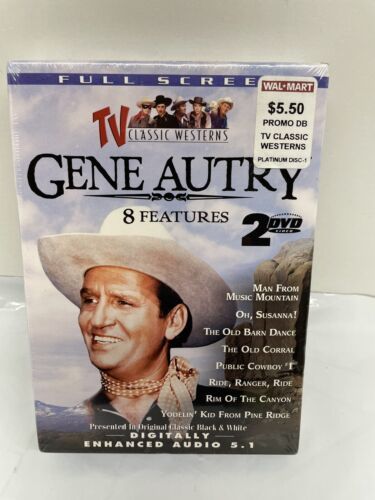 FULL SCREE
WAL★MART
$5.50
PROMO DB
TV CLASSIC
WESTERNS
PLATINUM DISC-1
TV
CLASSIC WESTERNS
GENE AUTRY
8 FEATURES
2 DVD
VIDEO
MAN FROM
MUSIC MOUNTAIN
OH, SUSANNA!
THE OLD BARN DANCE
THE OLD CORRAL
PUBLIC COWBOY "1"
RIDE, RANGER, RIDE
RIM OF THE CANYON
YODELIN' KID FROM PINE RIDGE
Presented In Original Classic Black & White
DIGITALLY
ENHANCED AUDIO 5.1